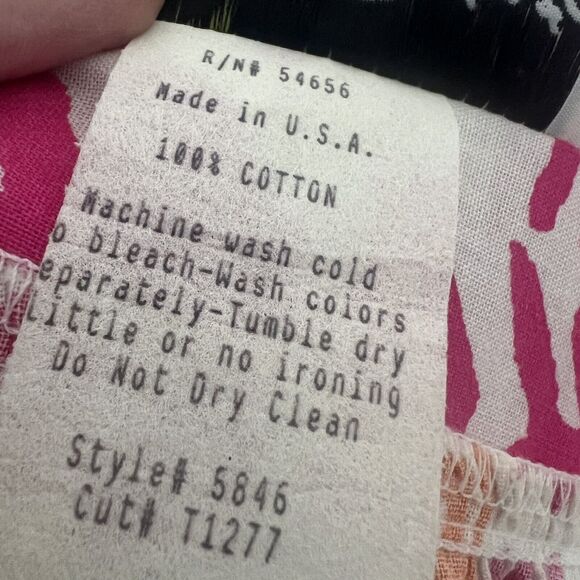 R/N# 54656
Made in U.S.A.
100% COTTON
Machine wash cold
o bleach-Wash colors
eparately-Tumble dry
Little or no ironing
Do Not Dry Clean
Style# 5846
Cut# T1277